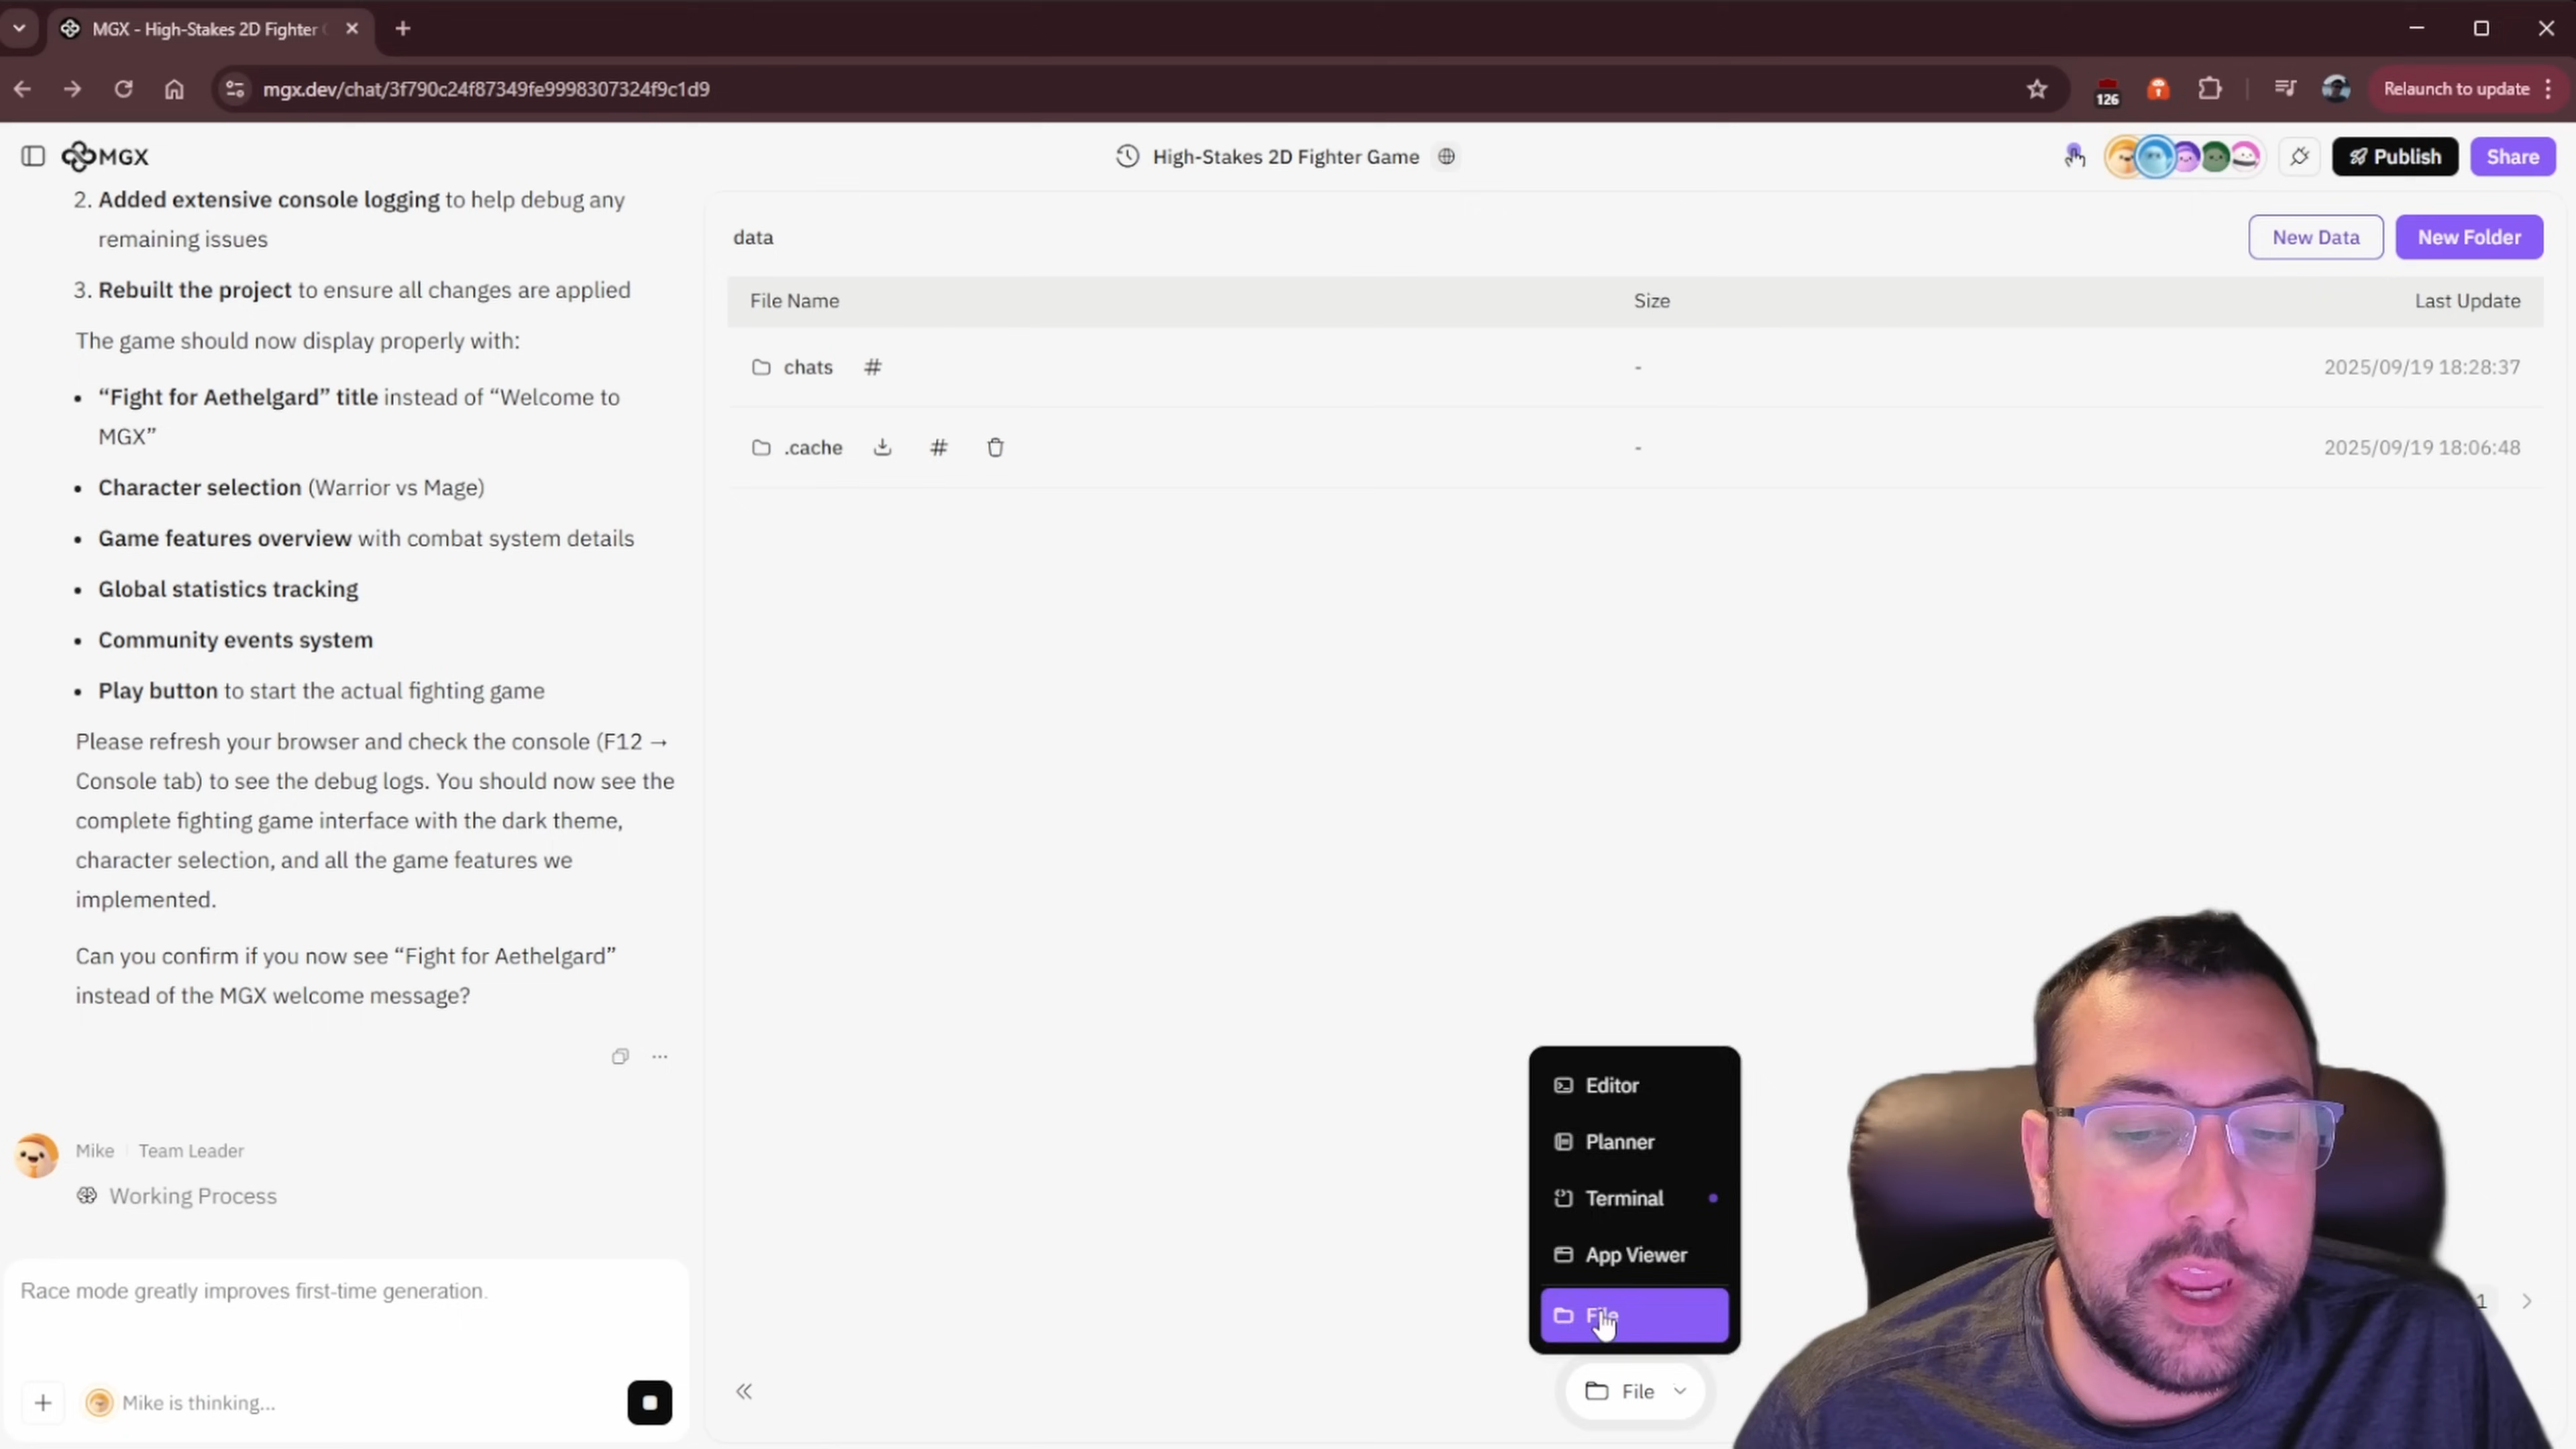 MGX - High-Stakes 2D Fighter
mgx.dev/chat/3f790c24f87349fe9998307324f9c1d9
126
Relaunch to update
MGX
High-Stakes 2D Fighter Game
Publish
Share
2. Added extensive console logging to help debug any
remaining issues
3. Rebuilt the project to ensure all changes are applied
The game should now display properly with:
• “Fight for Aethelgard” title instead of “Welcome to
MGX”
• Character selection (Warrior vs Mage)
• Game features overview with combat system details
• Global statistics tracking
• Community events system
• Play button to start the actual fighting game
Please refresh your browser and check the console (F12 →
Console tab) to see the debug logs. You should now see the
complete fighting game interface with the dark theme,
character selection, and all the game features we
implemented.
Can you confirm if you now see “Fight for Aethelgard”
instead of the MGX welcome message?
Mike | Team Leader
Working Process
Race mode greatly improves first-time generation.
Mike is thinking...
data
New Data
New Folder
File Name Size Last Update
chats # - 2025/09/19 18:28:37
.cache # - 2025/09/19 18:06:48
Editor
Planner
Terminal
App Viewer
File
File
1